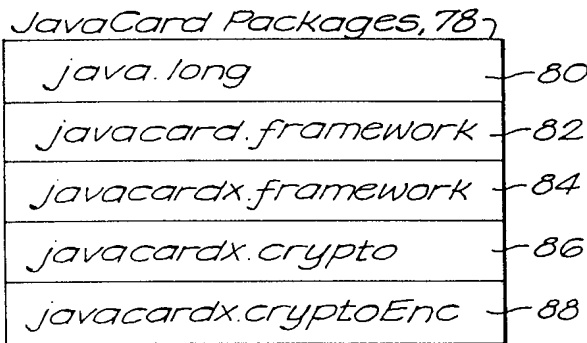 JavaCard Packages, 78
java.long 80
javacard.framework 82
javacardx.framework 84
javacardx.crypto 86
javacardx.cryptoEnc 88